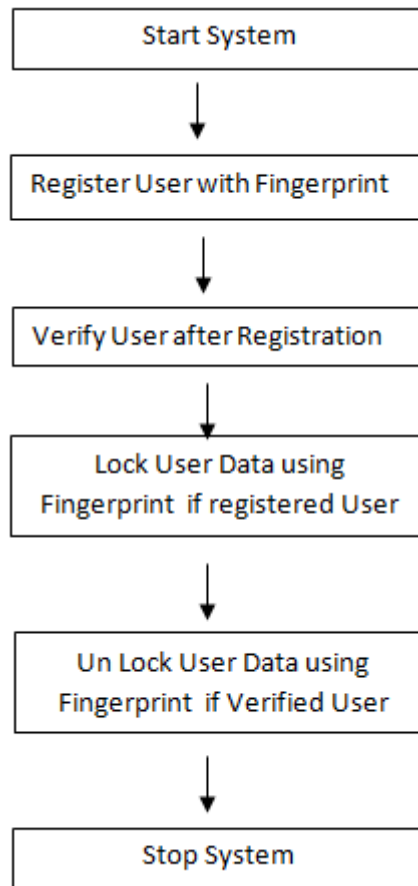 Start System
Register User with Fingerprint
Verify User after Registration
Lock User Data using
Fingerprint if registered User
Un Lock User Data using
Fingerprint if Verified User
Stop System